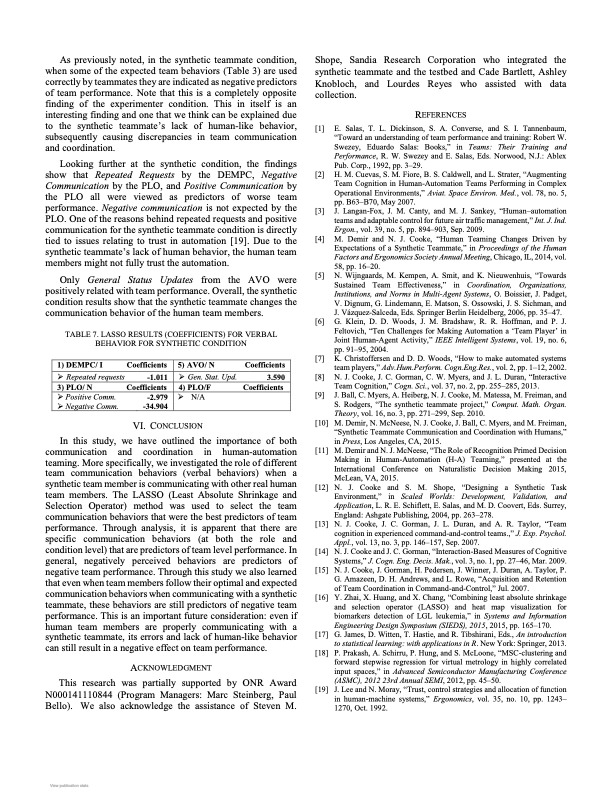 As previously noted, in the synthetic teammate condition,
when some of the expected team behaviors (Table 3) are used
correctly by teammates they are indicated as negative predictors
of team performance. Note that this is a completely opposite
finding of the experimenter condition. This in itself is an
interesting finding and one that we think can be explained due
to the synthetic teammate's lack of human-like behavior,
subsequently causing discrepancies in team communication
and coordination.
Looking further at the synthetic condition, the findings
show that Repeated Requests by the DEMPC, Negative
Communication by the PLO, and Positive Communication by
the PLO all were viewed as predictors of worse team
performance. Negative communication is not expected by the
PLO. One of the reasons behind repeated requests and positive
communication for the synthetic teammate condition is directly
tied to issues relating to trust in automation [19]. Due to the
synthetic teammate's lack of human behavior, the human team
members might not fully trust the automation.
Only General Status Updates from the AVO were
positively related with team performance. Overall, the synthetic
condition results show that the synthetic teammate changes the
communication behavior of the human team members.
TABLE 7. LASSO RESULTS (COEFFICIENTS) FOR VERBAL
BEHAVIOR FOR SYNTHETIC CONDITION
1) DEMPC/ I Coefficients 5) AVO/ N Coefficients
➢ Repeated requests -1.011 ➢ Gen. Stat. Upd. 3.590
3) PLO/ N Coefficients 4) PLO/F Coefficients
➢ Positive Comm. -2.979 ➢ N/A
➢ Negative Comm. -34.904
VI. CONCLUSION
In this study, we have outlined the importance of both
communication and coordination in human-automation
teaming. More specifically, we investigated the role of different
team communication behaviors (verbal behaviors) when a
synthetic team member is communicating with other real human
team members. The LASSO (Least Absolute Shrinkage and
Selection Operator) method was used to select the team
communication behaviors that were the best predictors of team
performance. Through analysis, it is apparent that there are
specific communication behaviors (at both the role and
condition level) that are predictors of team level performance. In
general, negatively perceived behaviors are predictors of
negative team performance. Through this study we also learned
that even when team members follow their optimal and expected
communication behaviors when communicating with a synthetic
teammate, these behaviors are still predictors of negative team
performance. This is an important future consideration: even if
human team members are properly communicating with a
synthetic teammate, its errors and lack of human-like behavior
can still result in a negative effect on team performance.
ACKNOWLEDGMENT
This research was partially supported by ONR Award
N000141110844 (Program Managers: Marc Steinberg, Paul
Bello). We also acknowledge the assistance of Steven M.
Shope, Sandia Research Corporation who integrated the
synthetic teammate and the testbed and Cade Bartlett, Ashley
Knobloch, and Lourdes Reyes who assisted with data
collection.
REFERENCES
[1] E. Salas, T. L. Dickinson, S. A. Converse, and S. I. Tannenbaum,
"Toward an understanding of team performance and training: Robert W.
Swezey, Eduardo Salas: Books," in Teams: Their Training and
Performance, R. W. Swezey and E. Salas, Eds. Norwood, N.J.: Ablex
Pub. Corp., 1992, pp. 3–29.
[2] H. M. Cuevas, S. M. Fiore, B. S. Caldwell, and L. Strater, "Augmenting
Team Cognition in Human-Automation Teams Performing in Complex
Operational Environments," Aviat. Space Environ. Med., vol. 78, no. 5,
pp. B63–B70, May 2007.
[3] J. Langan-Fox, J. M. Canty, and M. J. Sankey, "Human–automation
teams and adaptable control for future air traffic management," Int. J. Ind.
Ergon., vol. 39, no. 5, pp. 894–903, Sep. 2009.
[4] M. Demir and N. J. Cooke, "Human Teaming Changes Driven by
Expectations of a Synthetic Teammate," in Proceedings of the Human
Factors and Ergonomics Society Annual Meeting, Chicago, IL, 2014, vol.
58, pp. 16–20.
[5] N. Wijngaards, M. Kempen, A. Smit, and K. Nieuwenhuis, "Towards
Sustained Team Effectiveness," in Coordination, Organizations,
Institutions, and Norms in Multi-Agent Systems, O. Boissier, J. Padget,
V. Dignum, G. Lindemann, E. Matson, S. Ossowski, J. S. Sichman, and
J. Vázquez-Salceda, Eds. Springer Berlin Heidelberg, 2006, pp. 35–47.
[6] G. Klein, D. D. Woods, J. M. Bradshaw, R. R. Hoffman, and P. J.
Feltovich, "Ten Challenges for Making Automation a 'Team Player' in
Joint Human-Agent Activity," IEEE Intelligent Systems, vol. 19, no. 6,
pp. 91–95, 2004.
[7] K. Christoffersen and D. D. Woods, "How to make automated systems
team players," Adv.Hum.Perform. Cogn.Eng.Res., vol. 2, pp. 1–12, 2002.
[8] N. J. Cooke, J. C. Gorman, C. W. Myers, and J. L. Duran, "Interactive
Team Cognition," Cogn. Sci., vol. 37, no. 2, pp. 255–285, 2013.
[9] J. Ball, C. Myers, A. Heiberg, N. J. Cooke, M. Matessa, M. Freiman, and
S. Rodgers, "The synthetic teammate project," Comput. Math. Organ.
Theory, vol. 16, no. 3, pp. 271–299, Sep. 2010.
[10] M. Demir, N. McNeese, N. J. Cooke, J. Ball, C. Myers, and M. Freiman,
"Synthetic Teammate Communication and Coordination with Humans,"
in Press, Los Angeles, CA, 2015.
[11] M. Demir and N. J. McNeese, "The Role of Recognition Primed Decision
Making in Human-Automation (H-A) Teaming," presented at the
International Conference on Naturalistic Decision Making 2015,
McLean, VA, 2015.
[12] N. J. Cooke and S. M. Shope, "Designing a Synthetic Task
Environment," in Scaled Worlds: Development, Validation, and
Application, L. R. E. Schiflett, E. Salas, and M. D. Coovert, Eds. Surrey,
England: Ashgate Publishing, 2004, pp. 263–278.
[13] N. J. Cooke, J. C. Gorman, J. L. Duran, and A. R. Taylor, "Team
cognition in experienced command-and-control teams.," J. Exp. Psychol.
Appl., vol. 13, no. 3, pp. 146–157, Sep. 2007.
[14] N. J. Cooke and J. C. Gorman, "Interaction-Based Measures of Cognitive
Systems," J. Cogn. Eng. Decis. Mak., vol. 3, no. 1, pp. 27–46, Mar. 2009.
[15] N. J. Cooke, J. Gorman, H. Pedersen, J. Winner, J. Duran, A. Taylor, P.
G. Amazeen, D. H. Andrews, and L. Rowe, "Acquisition and Retention
of Team Coordination in Command-and-Control," Jul. 2007.
[16] Y. Zhai, X. Huang, and X. Chang, "Combining least absolute shrinkage
and selection operator (LASSO) and heat map visualization for
biomarkers detection of LGL leukemia," in Systems and Information
Engineering Design Symposium (SIEDS), 2015, 2015, pp. 165–170.
[17] G. James, D. Witten, T. Hastie, and R. Tibshirani, Eds., An introduction
to statistical learning: with applications in R. New York: Springer, 2013.
[18] P. Prakash, A. Schirru, P. Hung, and S. McLoone, "MSC-clustering and
forward stepwise regression for virtual metrology in highly correlated
input spaces," in Advanced Semiconductor Manufacturing Conference
(ASMC), 2012 23rd Annual SEMI, 2012, pp. 45–50.
[19] J. Lee and N. Moray, "Trust, control strategies and allocation of function
in human-machine systems," Ergonomics, vol. 35, no. 10, pp. 1243–
1270, Oct. 1992.
View publication stats